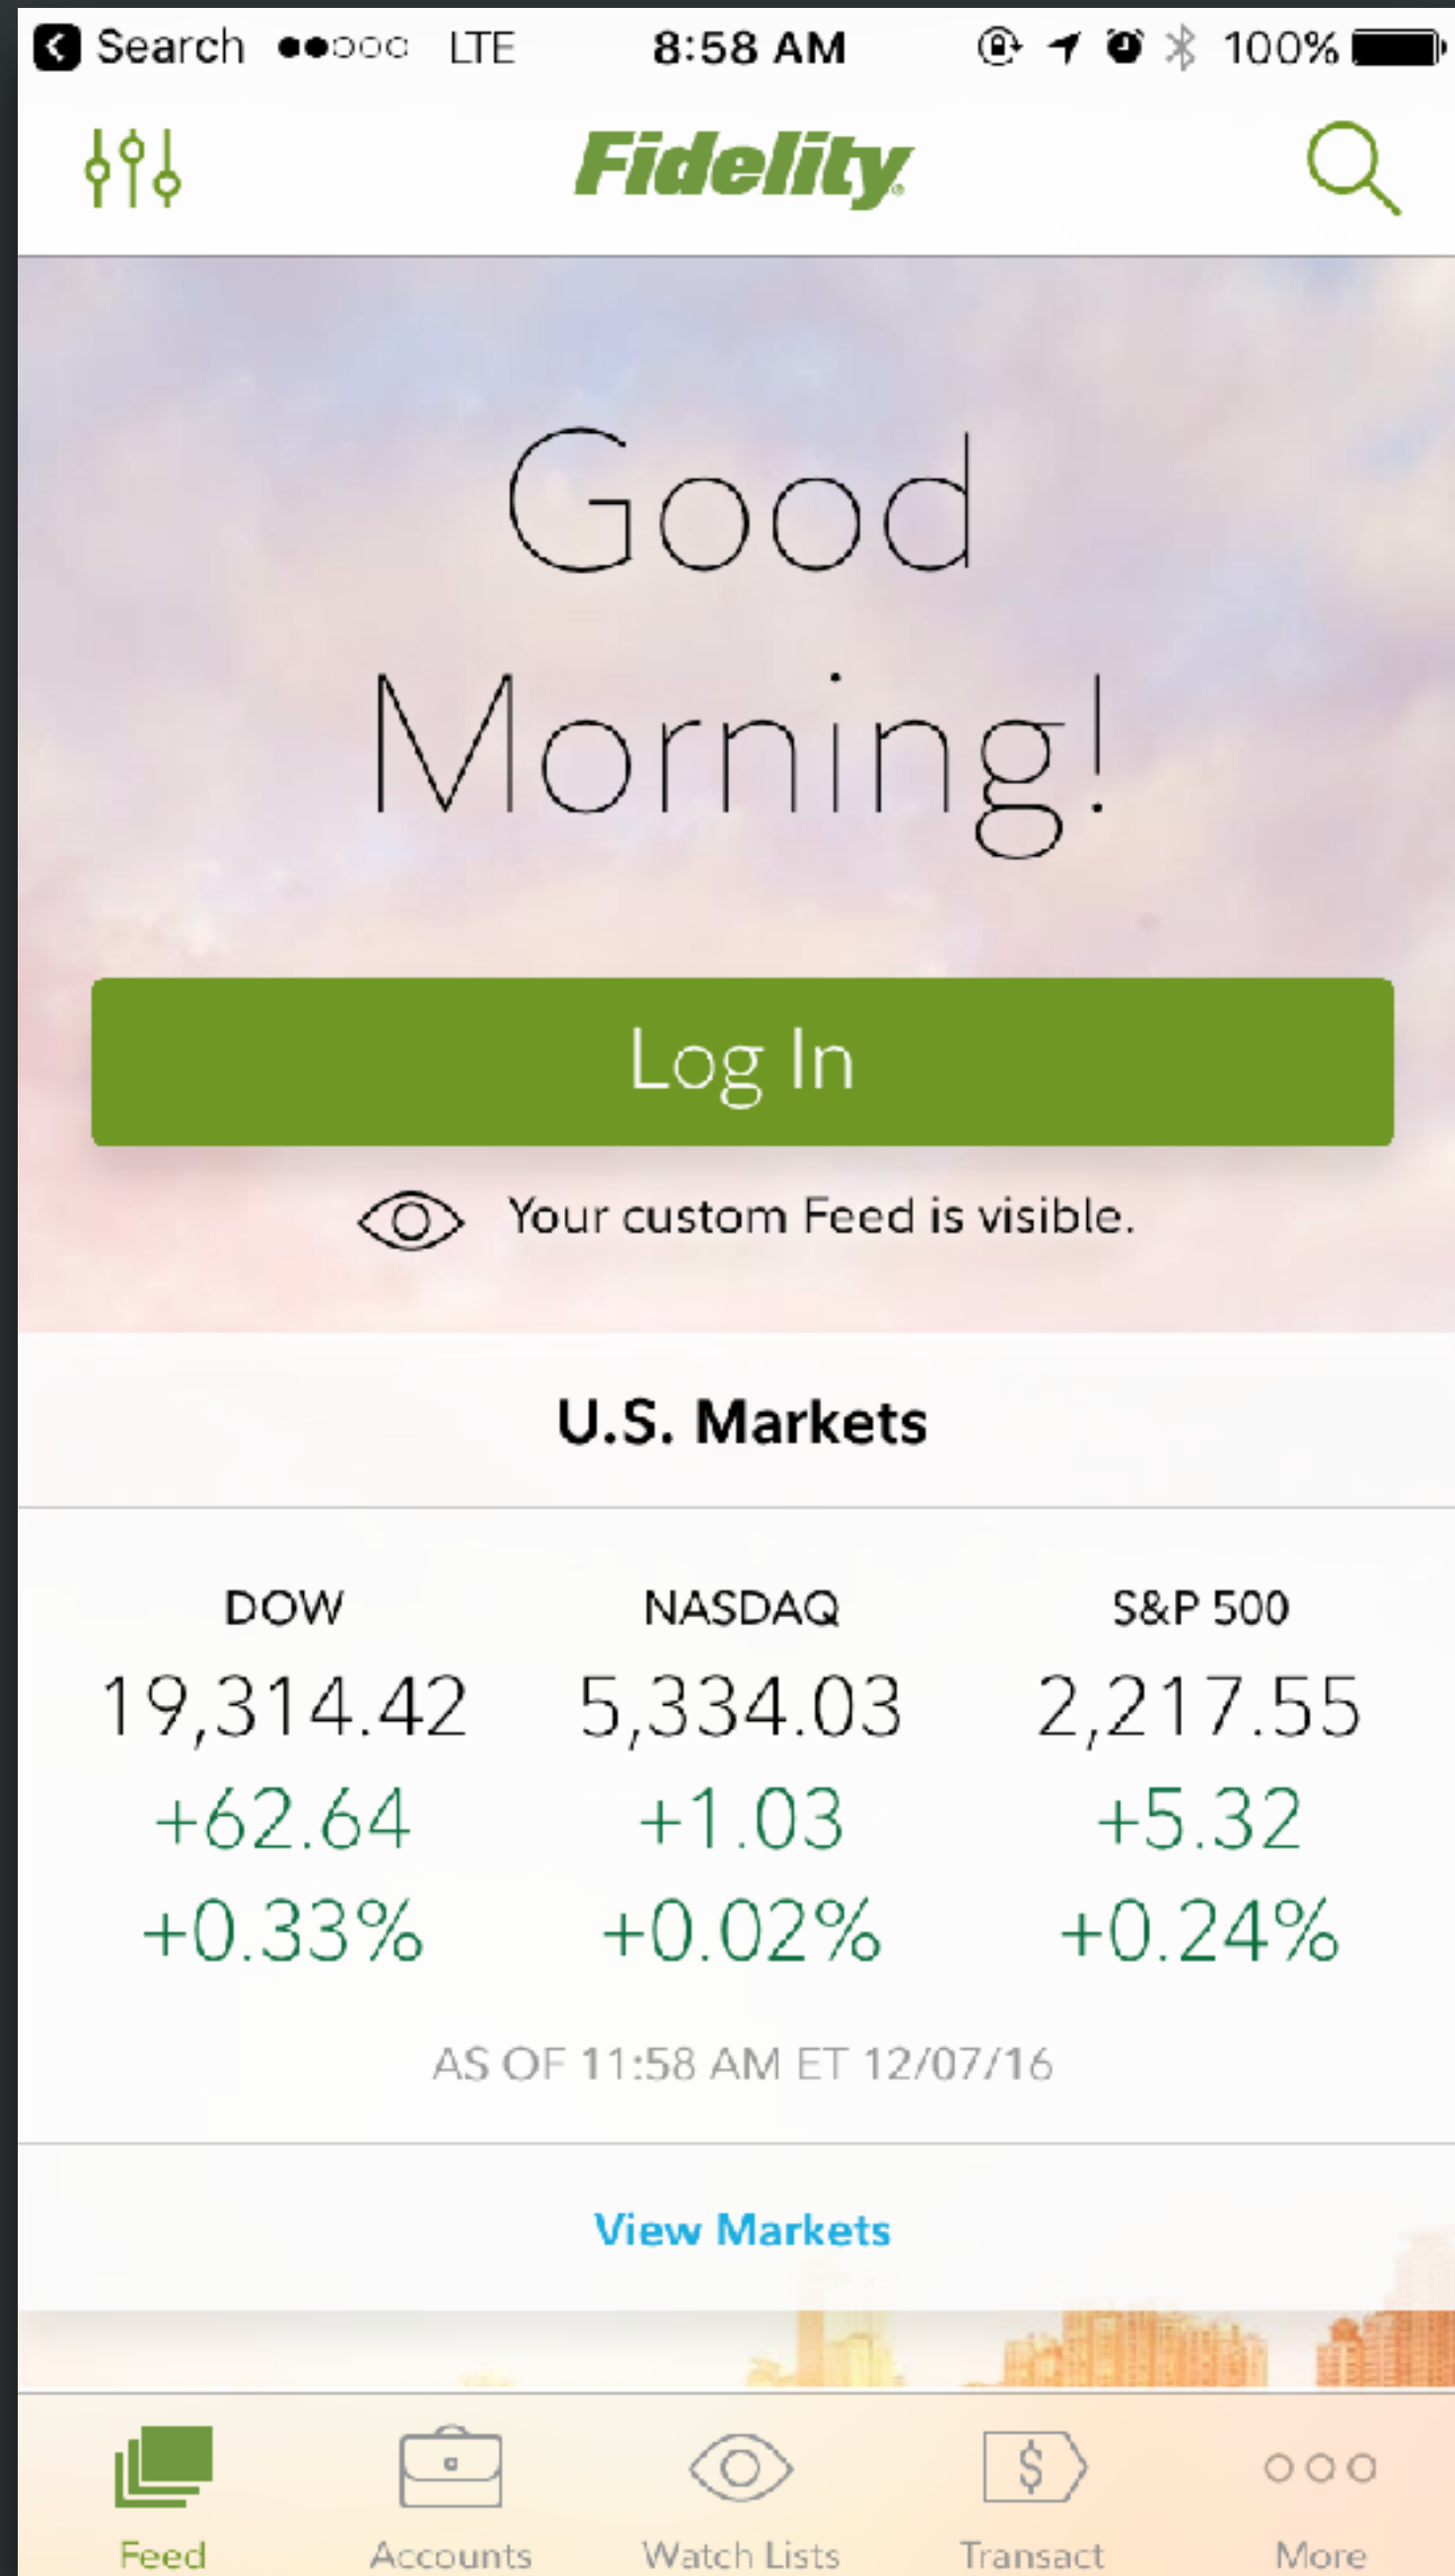 Search LTE 8:58 AM 100%
Fidelity
Good
Morning!
Log In
Your custom Feed is visible.
U.S. Markets
DOW NASDAQ S&P 500
19,314.42 5,334.03 2,217.55
+62.64 +1.03 +5.32
+0.33% +0.02% +0.24%
AS OF 11:58 AM ET 12/07/16
View Markets
Feed Accounts Watch Lists Transact More